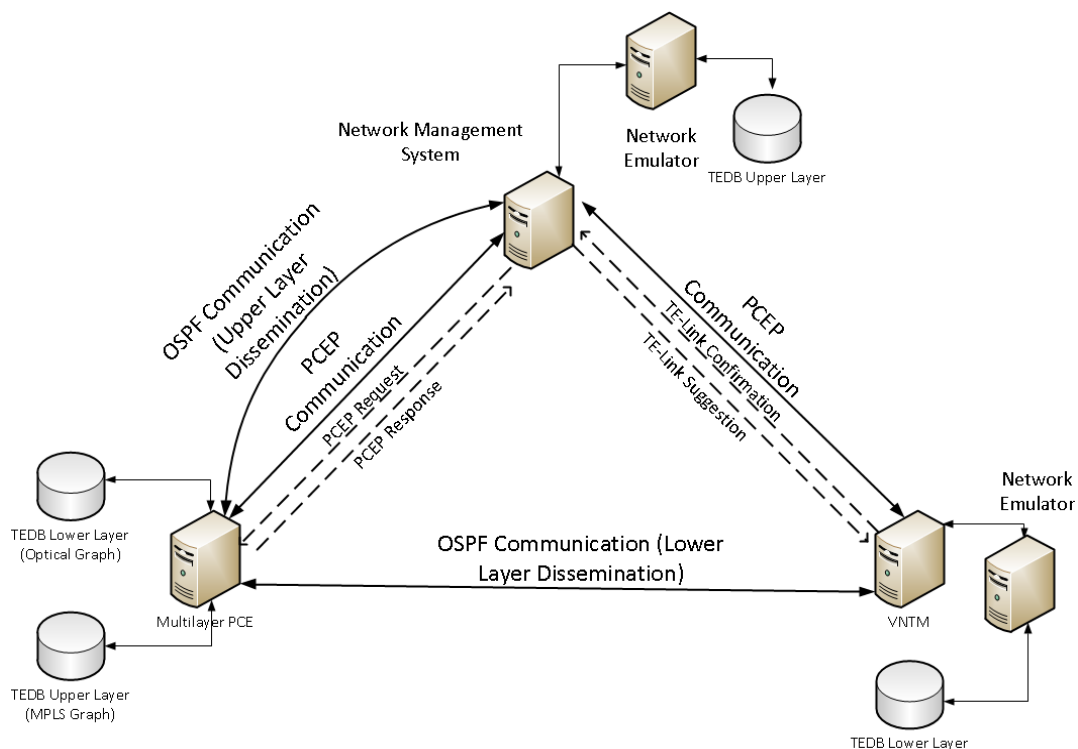 Network Management
System
Network
Emulator
TEDB Upper Layer
OSPF Communication
(Upper Layer
Dissemination)
PCEP
Communication
PCEP Request
PCEP Response
PCEP
Communication
TE-Link Confirmation
TE-Link Suggestion
TEDB Lower Layer
(Optical Graph)
Multilayer PCE
TEDB Upper Layer
(MPLS Graph)
OSPF Communication (Lower
Layer Dissemination)
Network
Emulator
VNTM
TEDB Lower Layer